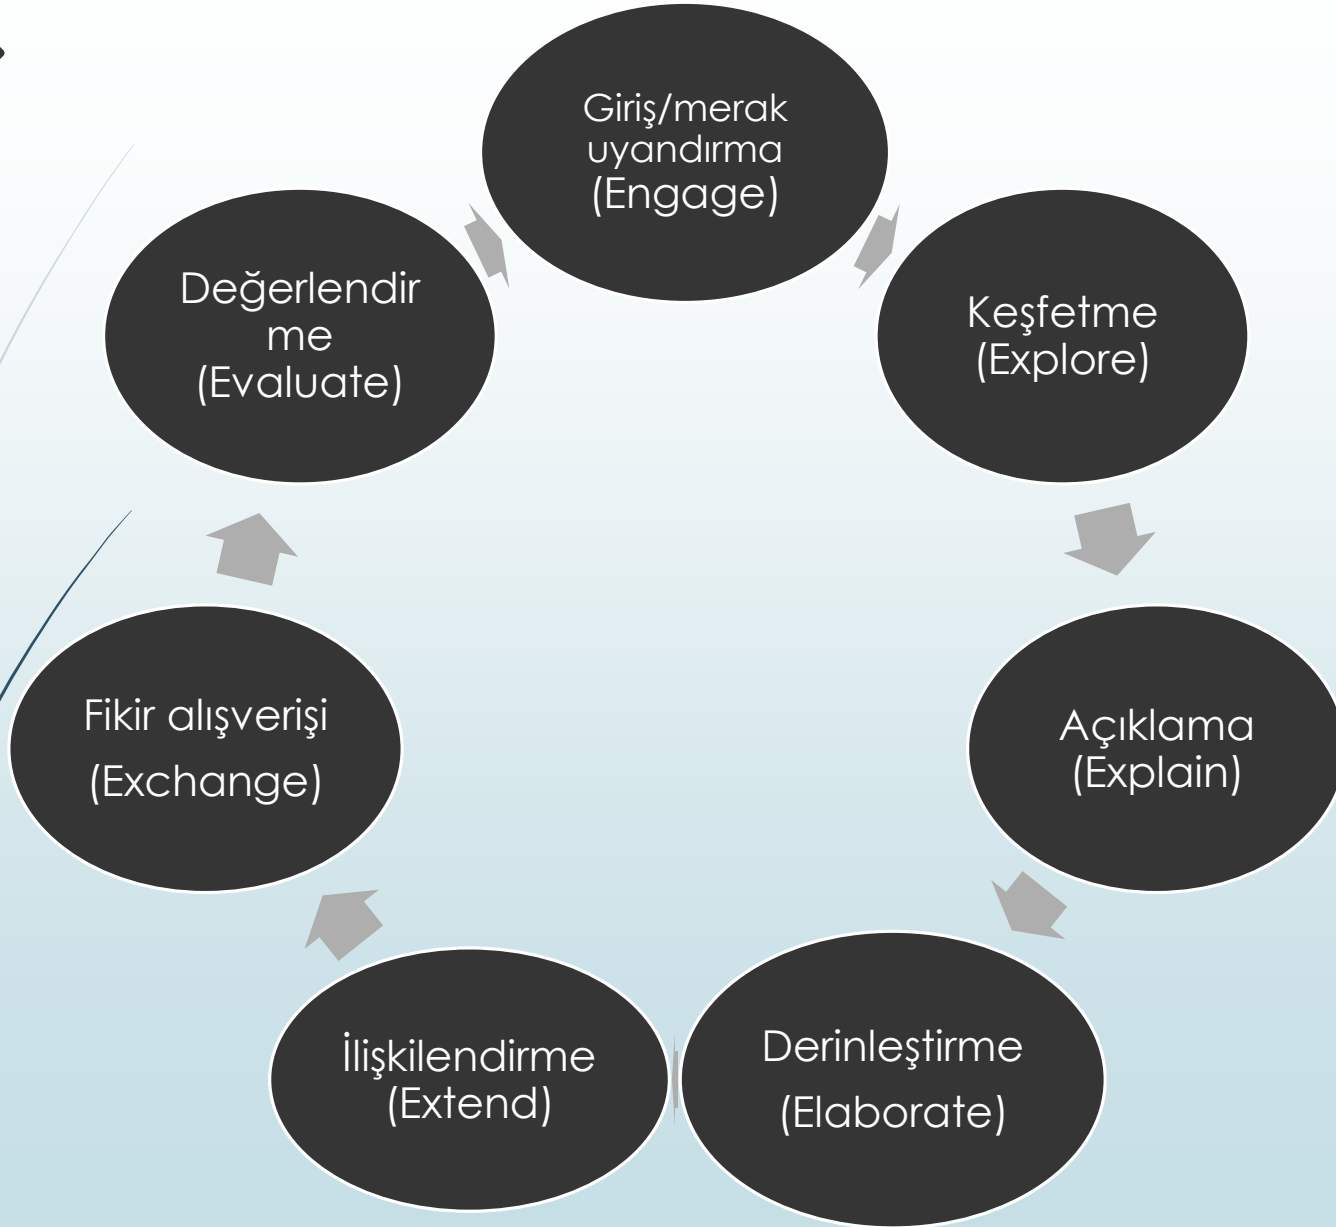 Giriş/merak
uyandırma
(Engage)
Keşfetme
(Explore)
Açıklama
(Explain)
Derinleştirme
(Elaborate)
İlişkilendirme
(Extend)
Fikir alışverişi
(Exchange)
Değerlendir
me
(Evaluate)